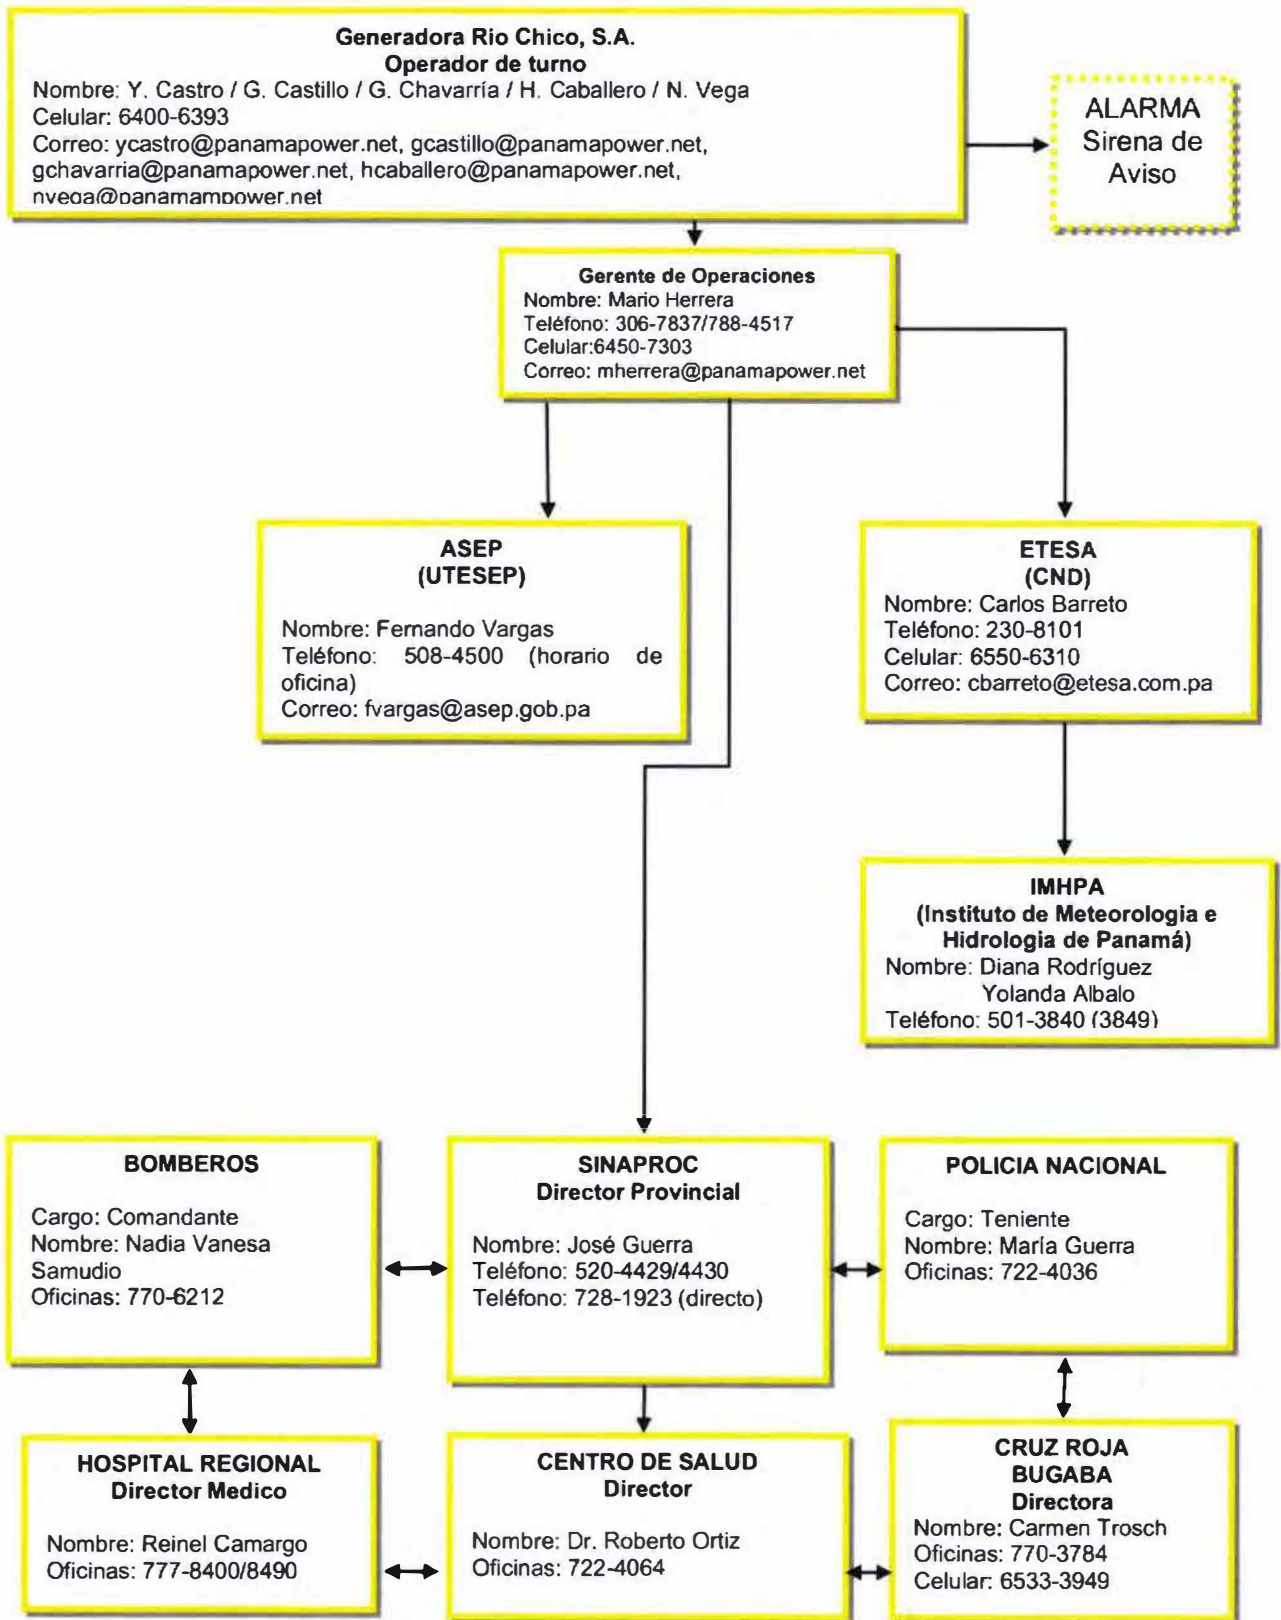 Generadora Rio Chico, S.A.
Operador de turno
Nombre: Y. Castro / G. Castillo / G. Chavarría / H. Caballero / N. Vega
Celular: 6400-6393
Correo: ycastro@panamapower.net, gcastillo@panamapower.net,
gchavarria@panamapower.net, hcaballero@panamapower.net,
nvega@panamampower.net
ALARMA
Sirena de
Aviso
Gerente de Operaciones
Nombre: Mario Herrera
Teléfono: 306-7837/788-4517
Celular:6450-7303
Correo: mherrera@panamapower.net
ASEP
(UTESEP)
Nombre: Fernando Vargas
Teléfono: 508-4500 (horario de
oficina)
Correo: fvargas@asep.gob.pa
ETESA
(CND)
Nombre: Carlos Barreto
Teléfono: 230-8101
Celular: 6550-6310
Correo: cbarreto@etesa.com.pa
IMHPA
(Instituto de Meteorologia e
Hidrologia de Panamá)
Nombre: Diana Rodríguez
Yolanda Albalo
Teléfono: 501-3840 (3849)
BOMBEROS
Cargo: Comandante
Nombre: Nadia Vanesa
Samudio
Oficinas: 770-6212
SINAPROC
Director Provincial
Nombre: José Guerra
Teléfono: 520-4429/4430
Teléfono: 728-1923 (directo)
POLICIA NACIONAL
Cargo: Teniente
Nombre: María Guerra
Oficinas: 722-4036
HOSPITAL REGIONAL
Director Medico
Nombre: Reinel Camargo
Oficinas: 777-8400/8490
CENTRO DE SALUD
Director
Nombre: Dr. Roberto Ortiz
Oficinas: 722-4064
CRUZ ROJA
BUGABA
Directora
Nombre: Carmen Trosch
Oficinas: 770-3784
Celular: 6533-3949